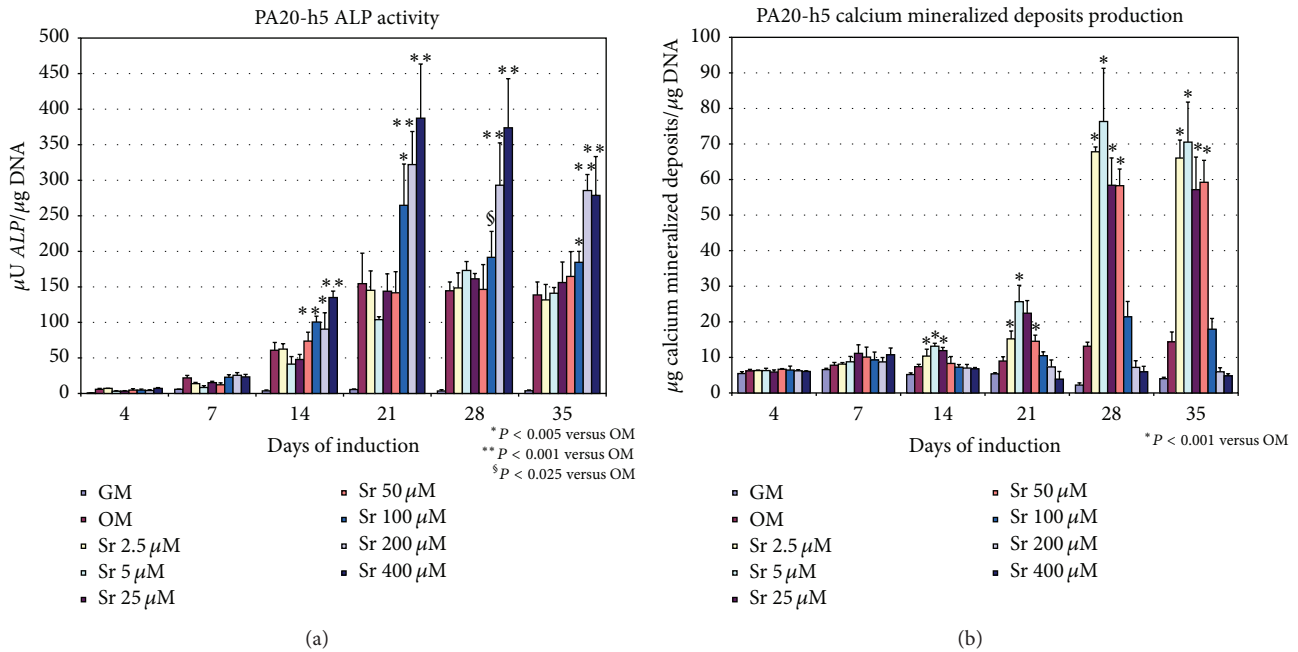 PA20-h5 ALP activity
500
450
400
350
300
250
200
150
100
50
0
μU ALP/μg DNA
** ** ** ** * § ** ** * ** * ** **
4 7 14 21 28 35
Days of induction
*P < 0.005 versus OM
**P < 0.001 versus OM
§P < 0.025 versus OM
GM
OM
Sr 2.5 μM
Sr 5 μM
Sr 25 μM
Sr 50 μM
Sr 100 μM
Sr 200 μM
Sr 400 μM
(a)
PA20-h5 calcium mineralized deposits production
100
90
80
70
60
50
40
30
20
10
0
μg calcium mineralized deposits/μg DNA
* * * * * * * * * * * * * *
4 7 14 21 28 35
Days of induction
*P < 0.001 versus OM
GM
OM
Sr 2.5 μM
Sr 5 μM
Sr 25 μM
Sr 50 μM
Sr 100 μM
Sr 200 μM
Sr 400 μM
(b)